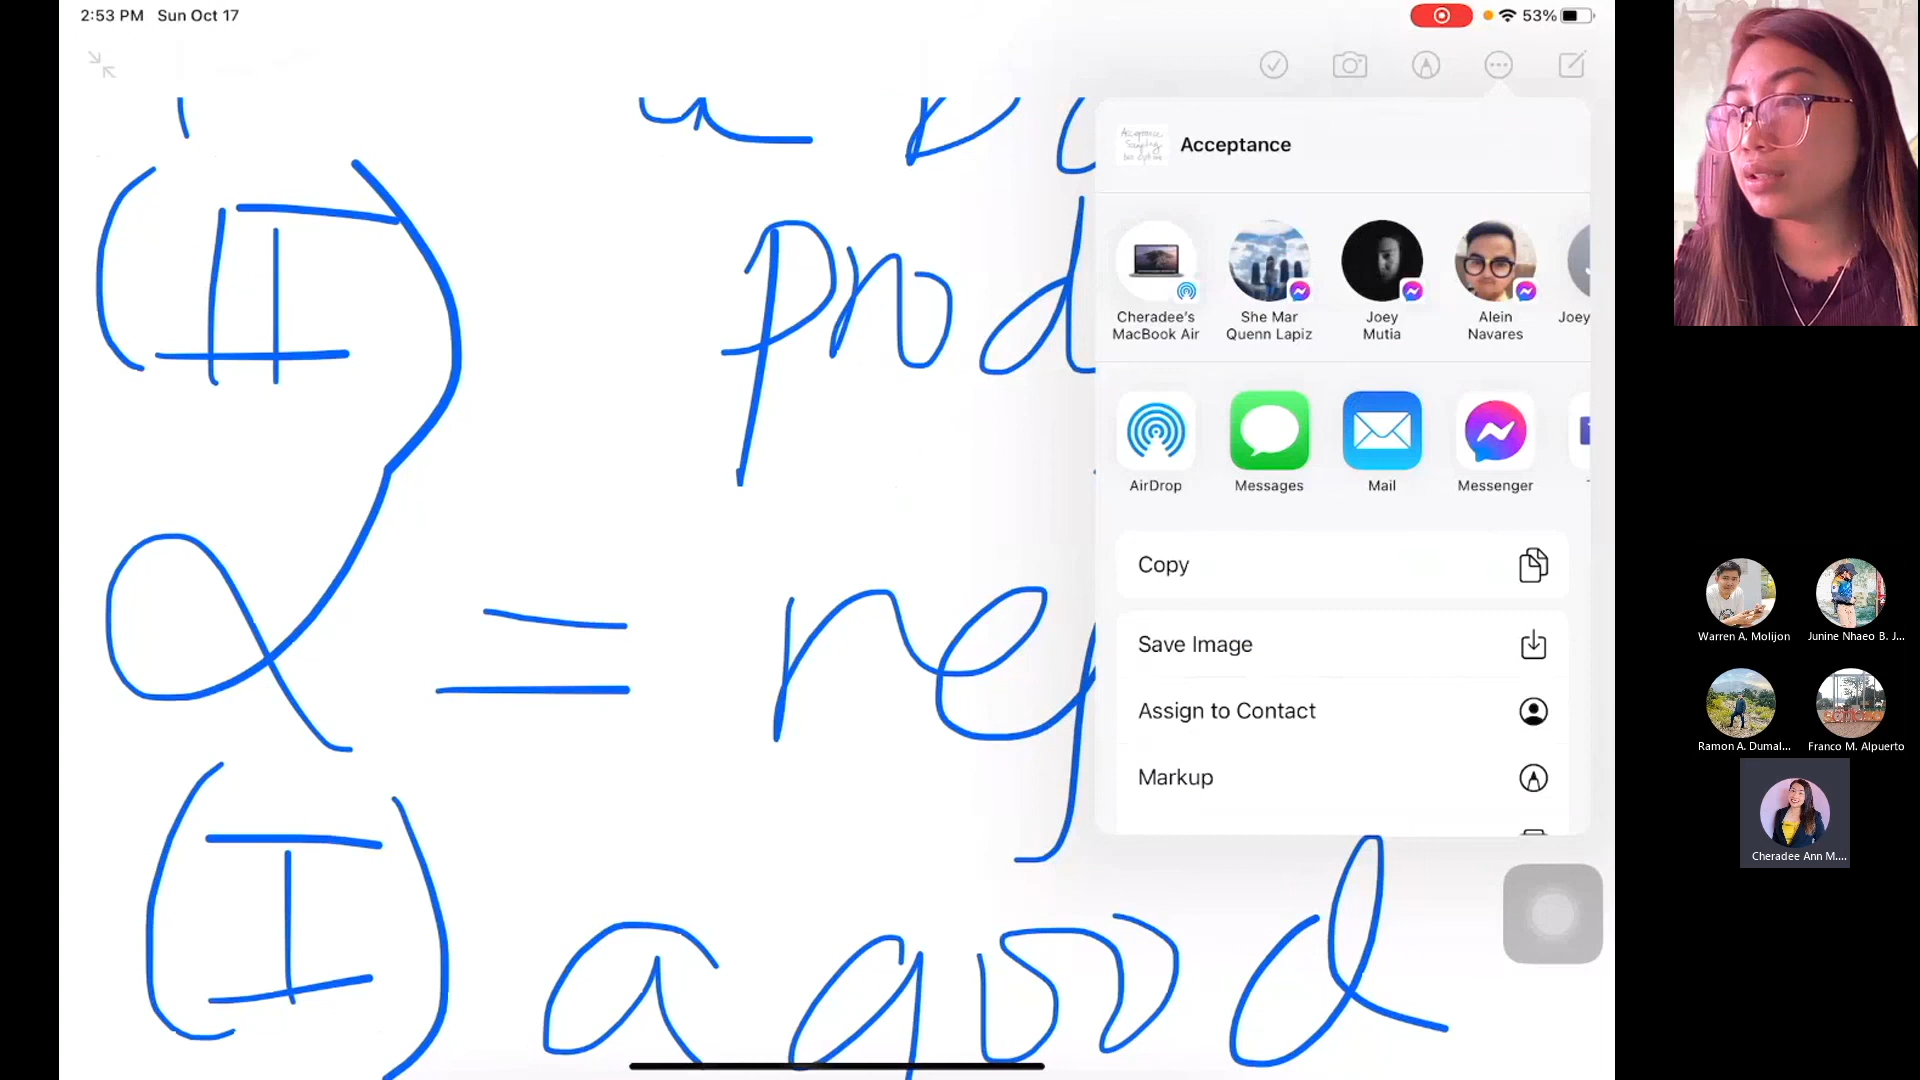 2:53 PM Sun Oct 17
53%
Acceptance
Cheradee's
MacBook Air
She Mar
Quenn Lapiz
Joey
Mutia
Alein
Navares
Joey
AirDrop
Messages
Mail
Messenger
Copy
Save Image
Assign to Contact
Markup
(II)
prod
α = rej
(I) a good
Warren A. Molijon
Junine Nhaeo B. J...
Ramon A. Dumal...
Franco M. Alpuerto
Cheradee Ann M....